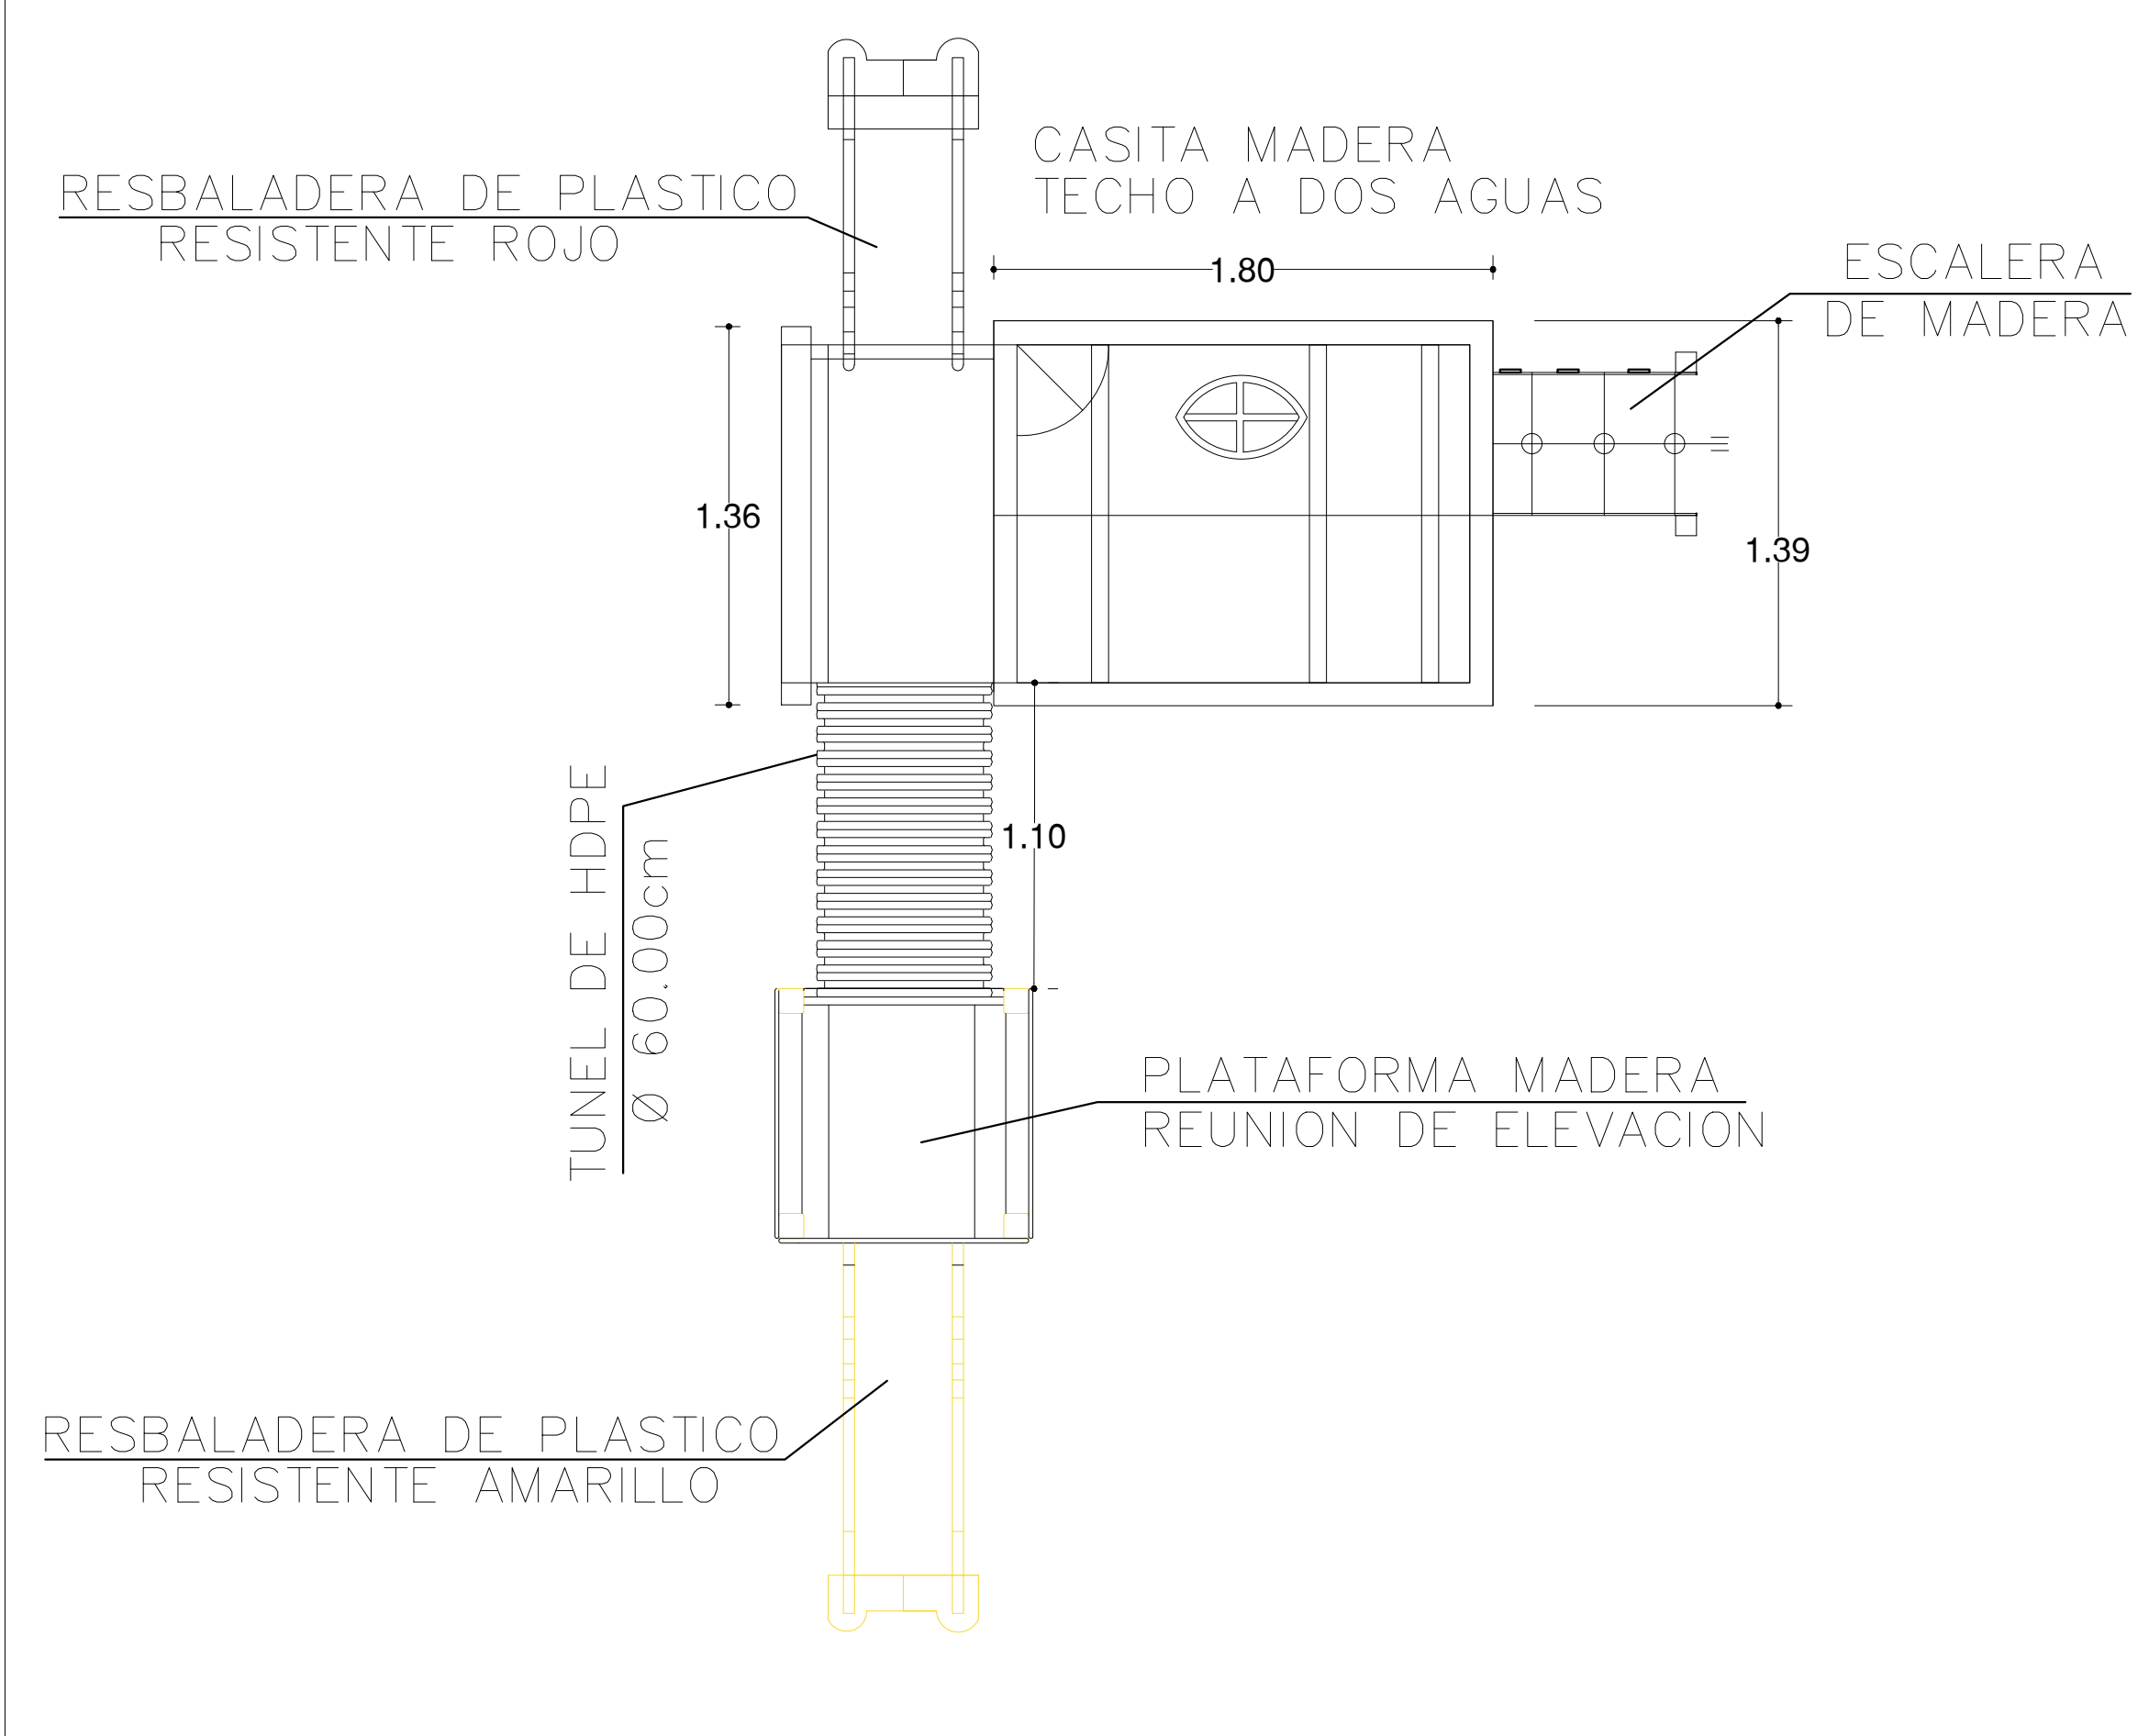 CASITA MADERA
TECHO A DOS AGUAS
RESBALADERA DE PLASTICO
RESISTENTE ROJO
1.80
ESCALERA
DE MADERA
1.36
1.39
TUNEL DE HDPE
Ø 60.00cm
1.10
PLATAFORMA MADERA
REUNION DE ELEVACION
RESBALADERA DE PLASTICO
RESISTENTE AMARILLO